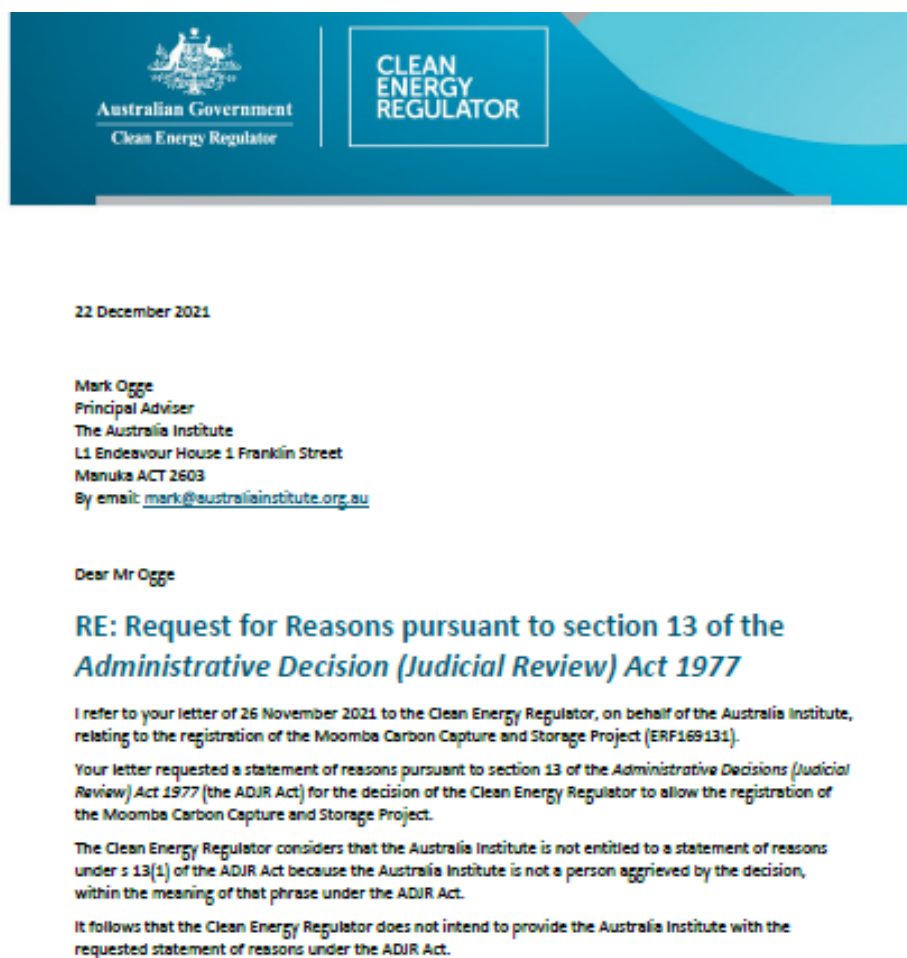 Australian Government
Clean Energy Regulator
CLEAN
ENERGY
REGULATOR
22 December 2021
Mark Ogge
Principal Adviser
The Australia Institute
L1 Endeavour House 1 Franklin Street
Manuka ACT 2603
By email: mark@australiainstitute.org.au
Dear Mr Ogge
RE: Request for Reasons pursuant to section 13 of the
Administrative Decision (Judicial Review) Act 1977
I refer to your letter of 26 November 2021 to the Clean Energy Regulator, on behalf of the Australia Institute,
relating to the registration of the Moomba Carbon Capture and Storage Project (ERF169131).
Your letter requested a statement of reasons pursuant to section 13 of the Administrative Decisions (Judicial
Review) Act 1977 (the ADJR Act) for the decision of the Clean Energy Regulator to allow the registration of
the Moomba Carbon Capture and Storage Project.
The Clean Energy Regulator considers that the Australia Institute is not entitled to a statement of reasons
under s 13(1) of the ADJR Act because the Australia Institute is not a person aggrieved by the decision,
within the meaning of that phrase under the ADJR Act.
It follows that the Clean Energy Regulator does not intend to provide the Australia Institute with the
requested statement of reasons under the ADJR Act.